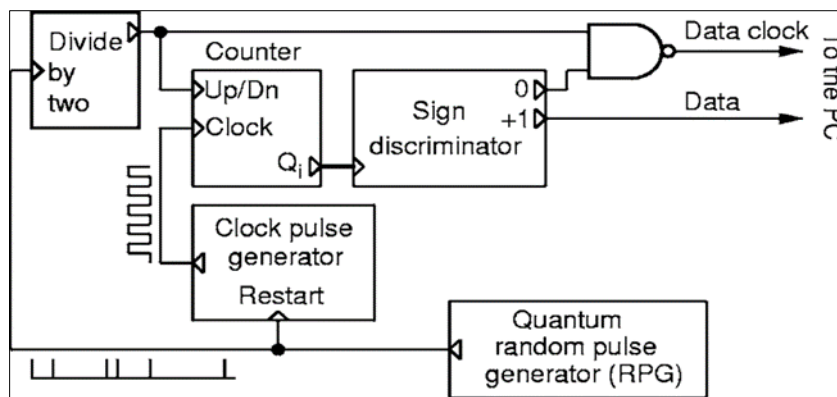 Divide
by
two
Counter
Up/Dn
Clock
Qi
Sign
discriminator
0
+1
Data clock
Data
To the PC
Clock pulse
generator
Restart
Quantum
random pulse
generator (RPG)